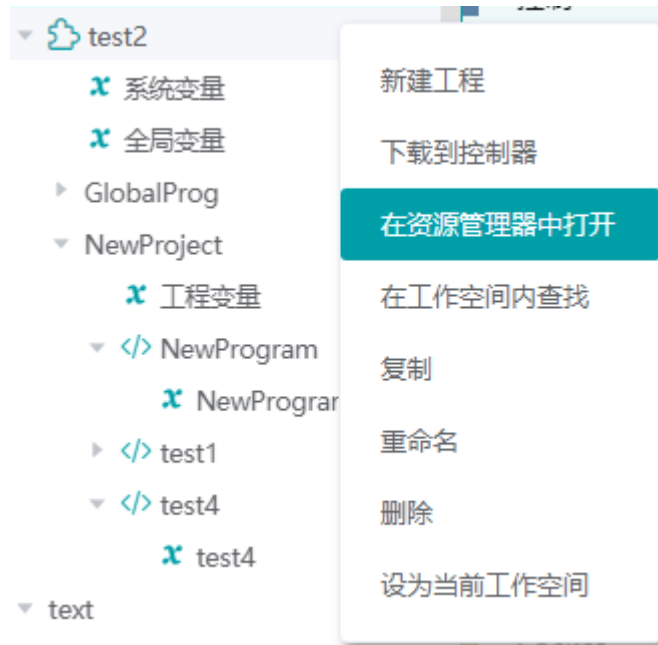 test2
系统变量
全局变量
GlobalProg
NewProject
工程变量
NewProgram
NewPrograr
test1
test4
test4
text
新建工程
下载到控制器
在资源管理器中打开
在工作空间内查找
复制
重命名
删除
设为当前工作空间